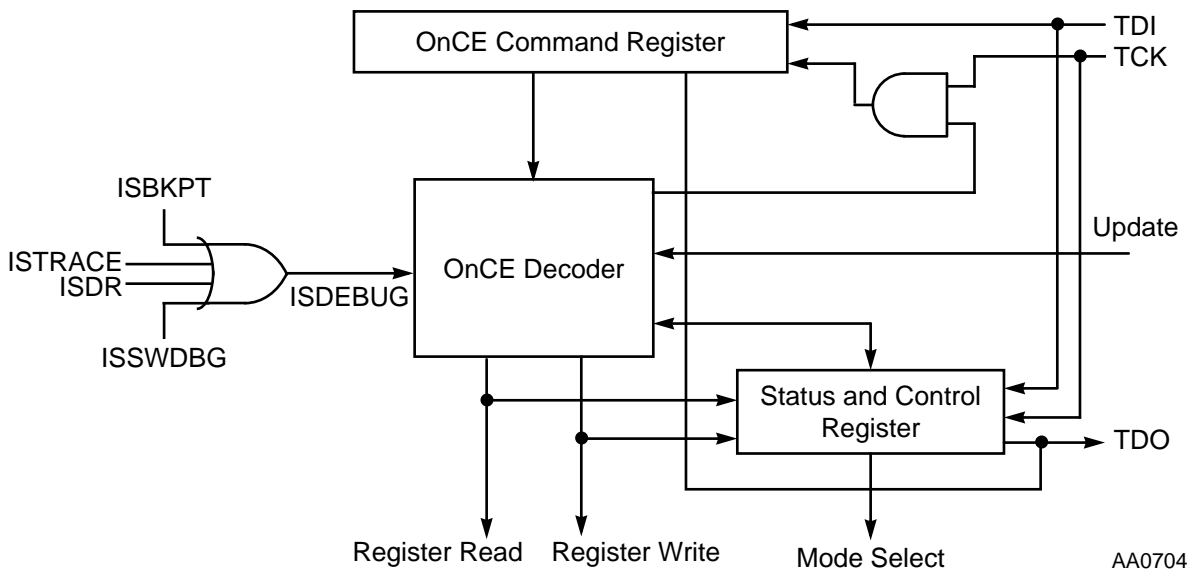 OnCE Command Register
TDI
TCK
ISBKPT
Update
ISTRACE
ISDR
OnCE Decoder
ISDEBUG
ISSWDBG
Status and Control
Register
TDO
Register Read
Register Write
Mode Select
AA0704